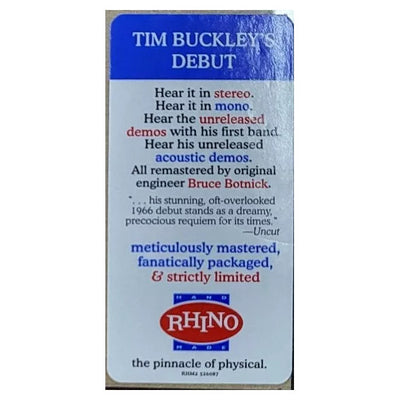 TIM BUCKLEY'S
DEBUT
Hear it in stereo.
Hear it in mono.
Hear the unreleased
demos with his first band.
Hear his unreleased
acoustic demos.
All remastered by original
engineer Bruce Botnick.
". . . his stunning, oft-overlooked
1966 debut stands as a dreamy,
precocious requiem for its times."
—Uncut
meticulously mastered,
fanatically packaged,
& strictly limited
HAND
RHINO
MADE
the pinnacle of physical.
RHM2 526087